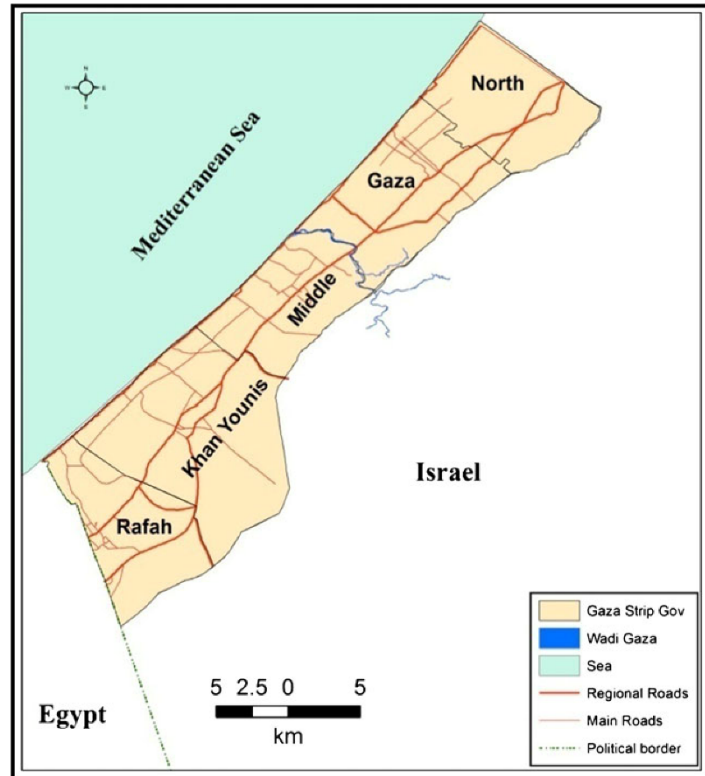 N
W
E
S
North
Gaza
Mediterranean Sea
Middle
Khan Younis
Israel
Rafah
Egypt
5 2.5 0 5
km
Gaza Strip Gov
Wadi Gaza
Sea
Regional Roads
Main Roads
Political border